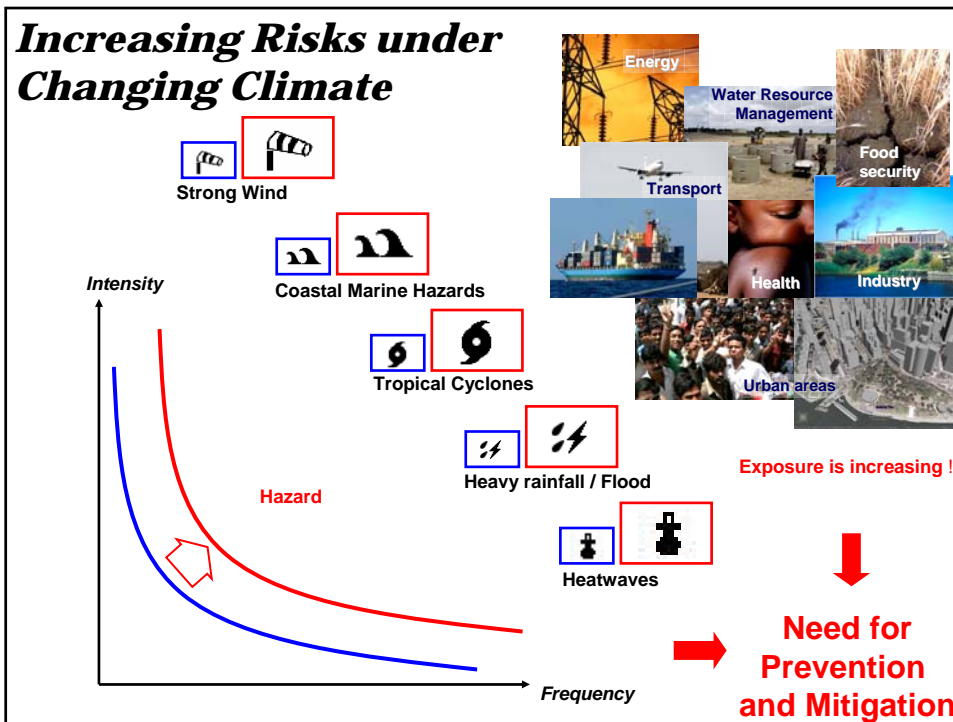 Increasing Risks under
Changing Climate
Energy
Water Resource
Management
Food
security
Transport
Strong Wind
Health
Industry
Coastal Marine Hazards
Intensity
Tropical Cyclones
Urban areas
Heavy rainfall / Flood
Exposure is increasing !
Hazard
Heatwaves
Need for
Prevention
and Mitigation
Frequency